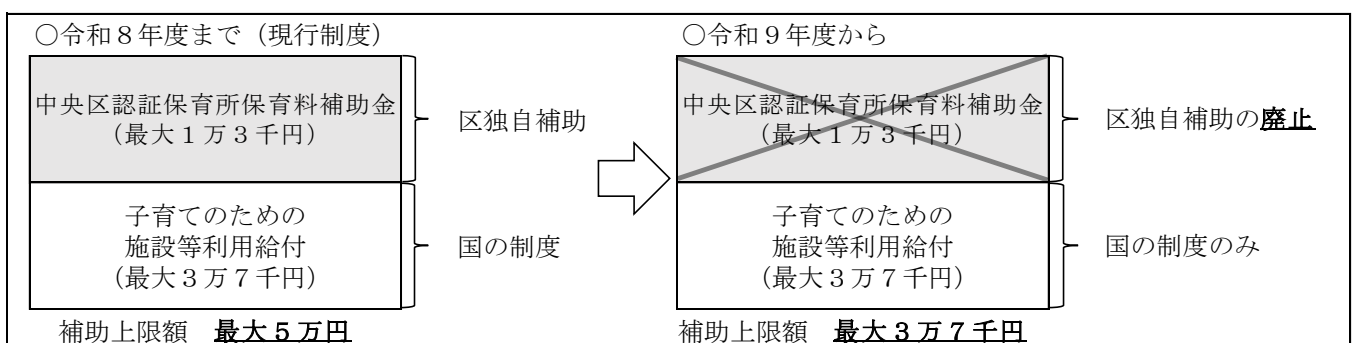 ○令和８年度まで（現行制度）
中央区認証保育所保育料補助金
（最大１万３千円）
区独自補助
子育てのための
施設等利用給付
（最大３万７千円）
国の制度
補助上限額　最大５万円
○令和９年度から
中央区認証保育所保育料補助金
（最大１万３千円）
区独自補助の廃止
子育てのための
施設等利用給付
（最大３万７千円）
国の制度のみ
補助上限額　最大３万７千円